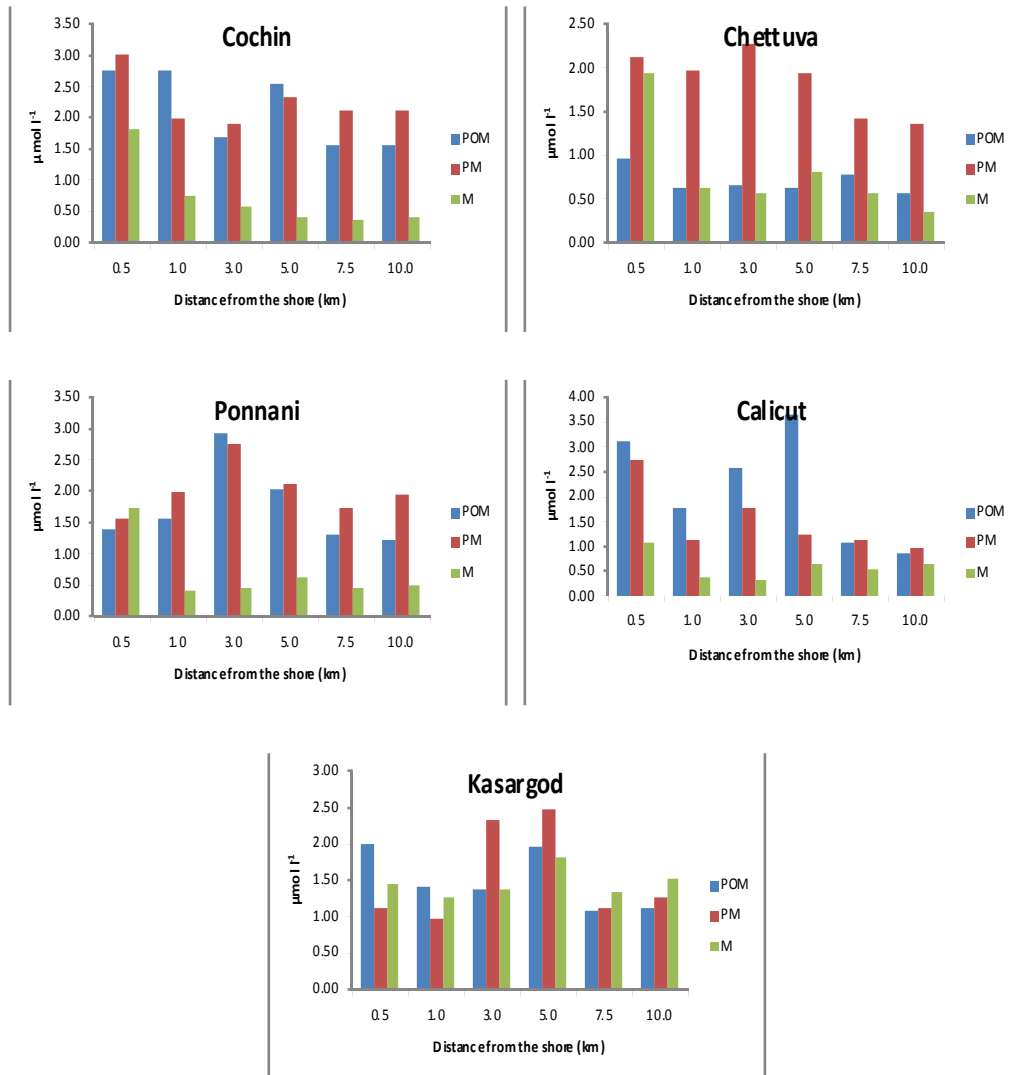 Cochin
3.50
3.00
2.50
2.00
1.50
1.00
0.50
0.00
µmol l⁻¹
0.5 1.0 3.0 5.0 7.5 10.0
Distance from the shore (km)
POM
PM
M
Chettuva
2.50
2.00
1.50
1.00
0.50
0.00
µmol l⁻¹
0.5 1.0 3.0 5.0 7.5 10.0
Distance from the shore (km)
POM
PM
M
Ponnani
3.50
3.00
2.50
2.00
1.50
1.00
0.50
0.00
µmol l⁻¹
0.5 1.0 3.0 5.0 7.5 10.0
Distance from the shore (km)
POM
PM
M
Calicut
4.00
3.50
3.00
2.50
2.00
1.50
1.00
0.50
0.00
µmol l⁻¹
0.5 1.0 3.0 5.0 7.5 10.0
Distance from the shore (km)
POM
PM
M
Kasargod
3.00
2.50
2.00
1.50
1.00
0.50
0.00
µmol l⁻¹
0.5 1.0 3.0 5.0 7.5 10.0
Distance from the shore (km)
POM
PM
M